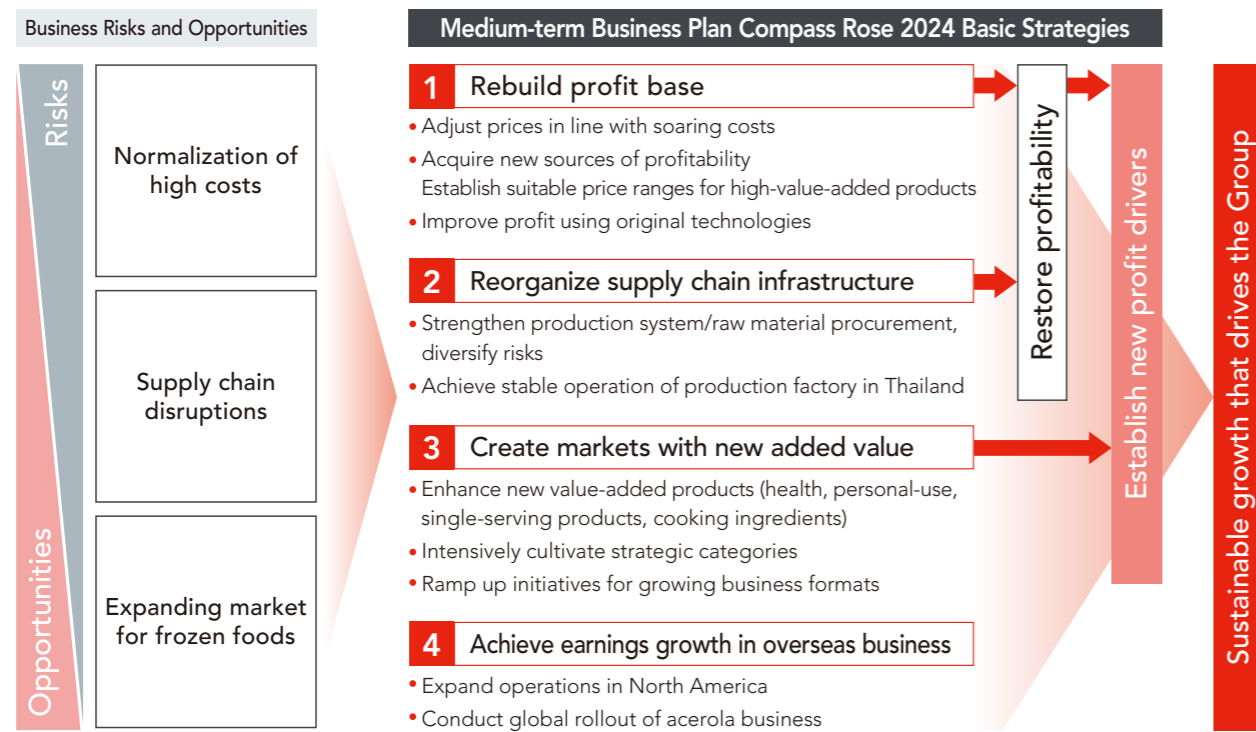 Business Risks and Opportunities
Risks
Opportunities
Normalization of
high costs
Supply chain
disruptions
Expanding market
for frozen foods
Medium-term Business Plan Compass Rose 2024 Basic Strategies
1 Rebuild profit base
• Adjust prices in line with soaring costs
• Acquire new sources of profitability
Establish suitable price ranges for high-value-added products
• Improve profit using original technologies
2 Reorganize supply chain infrastructure
• Strengthen production system/raw material procurement,
diversify risks
• Achieve stable operation of production factory in Thailand
3 Create markets with new added value
• Enhance new value-added products (health, personal-use,
single-serving products, cooking ingredients)
• Intensively cultivate strategic categories
• Ramp up initiatives for growing business formats
4 Achieve earnings growth in overseas business
• Expand operations in North America
• Conduct global rollout of acerola business
Restore profitability
Establish new profit drivers
Sustainable growth that drives the Group